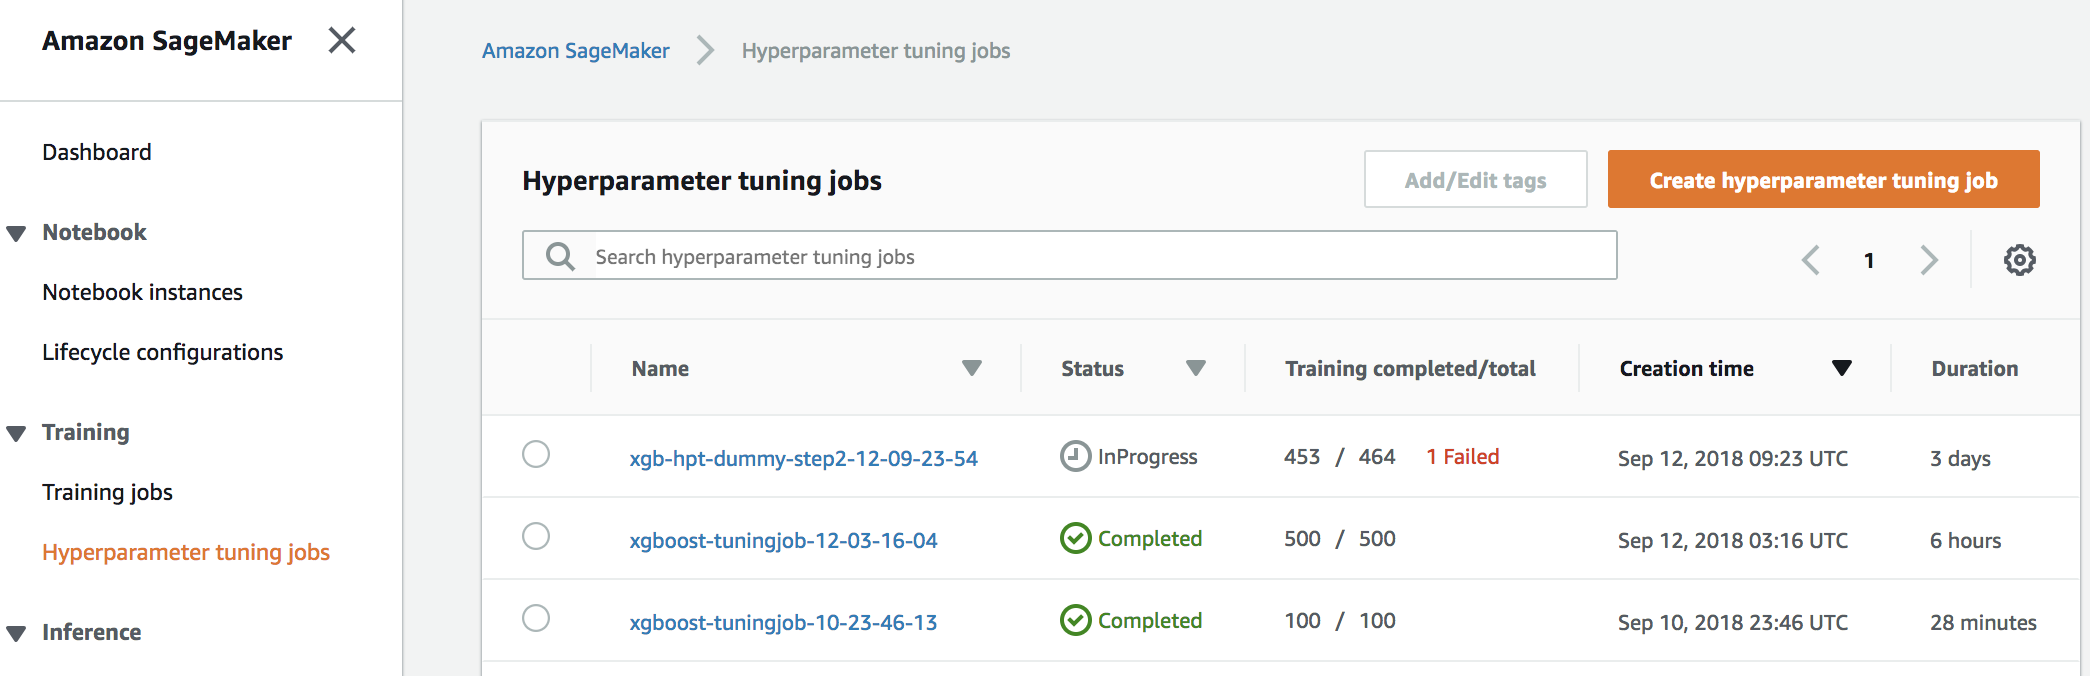 Amazon SageMaker
Dashboard
Notebook
Notebook instances
Lifecycle configurations
Training
Training jobs
Hyperparameter tuning jobs
Inference
Amazon SageMaker Hyperparameter tuning jobs
Hyperparameter tuning jobs Add/Edit tags Create hyperparameter tuning job
Search hyperparameter tuning jobs 1
Name Status Training completed/total Creation time Duration
xgb-hpt-dummy-step2-12-09-23-54 InProgress 453 / 464 1 Failed Sep 12, 2018 09:23 UTC 3 days
xgboost-tuningjob-12-03-16-04 Completed 500 / 500 Sep 12, 2018 03:16 UTC 6 hours
xgboost-tuningjob-10-23-46-13 Completed 100 / 100 Sep 10, 2018 23:46 UTC 28 minutes